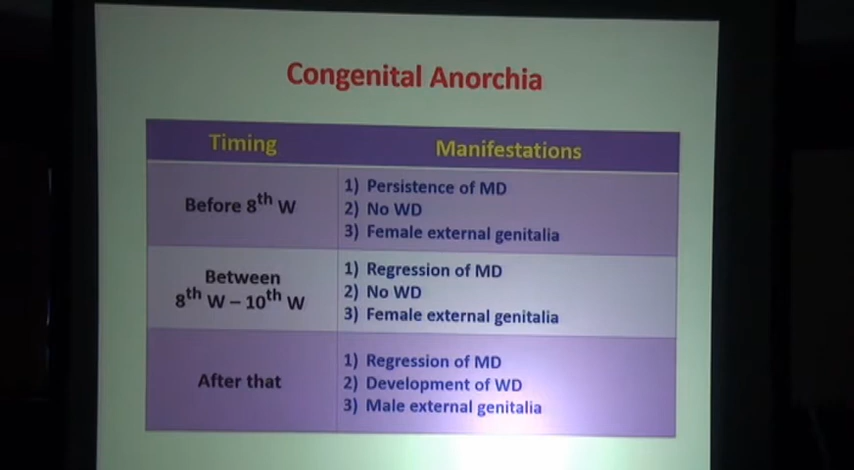 Congenital Anorchia
Timing Manifestations
Before 8th W
1) Persistence of MD
2) No WD
3) Female external genitalia
Between
8th W – 10th W
1) Regression of MD
2) No WD
3) Female external genitalia
After that
1) Regression of MD
2) Development of WD
3) Male external genitalia